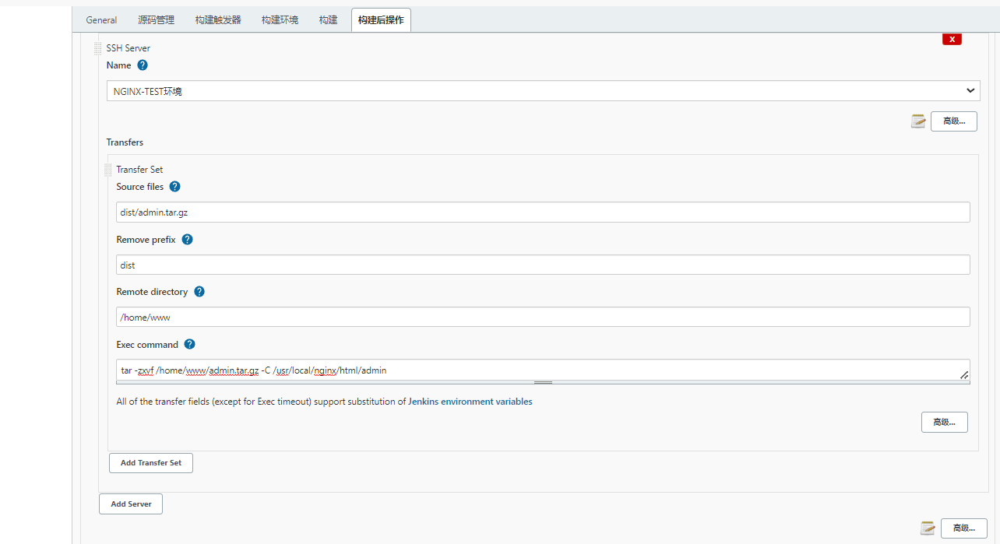 General 源码管理 构建触发器 构建环境 构建 构建后操作
X
SSH Server
Name ?
NGINX-TEST环境
高级...
Transfers
Transfer Set
Source files ?
dist/admin.tar.gz
Remove prefix ?
dist
Remote directory ?
/home/www
Exec command ?
tar -zxvf /home/www/admin.tar.gz -C /usr/local/nginx/html/admin
All of the transfer fields (except for Exec timeout) support substitution of Jenkins environment variables
高级...
Add Transfer Set
Add Server
高级...